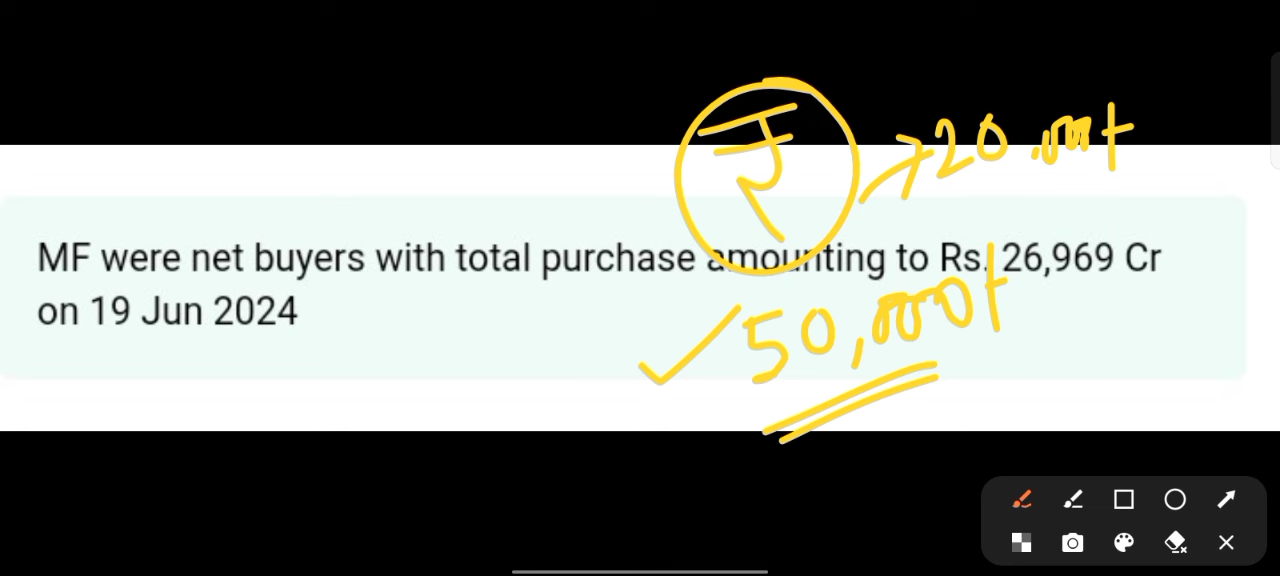 ₹ → 20,000+
MF were net buyers with total purchase amounting to Rs. 26,969 Cr
on 19 Jun 2024
50,000+